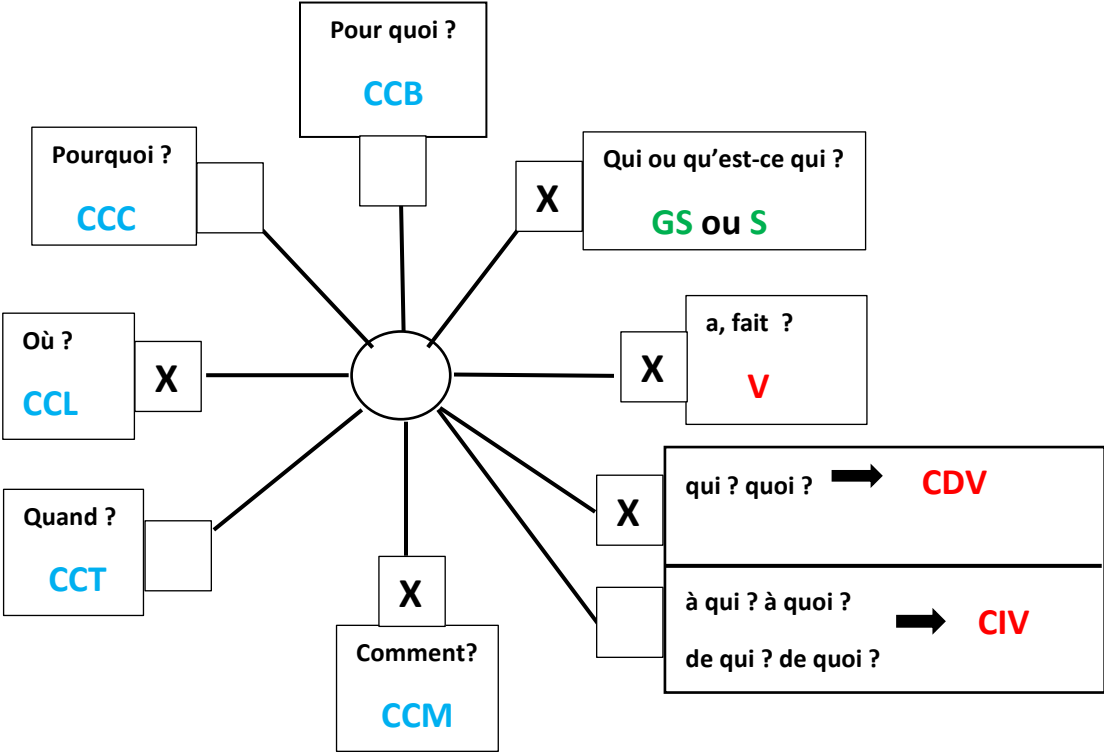 Pour quoi ?
CCB
Pourquoi ?
CCC
Qui ou qu’est-ce qui ?
X
GS ou S
Où ?
X
CCL
a, fait  ?
X
V
qui ? quoi ?
CDV
X
Quand ?
CCT
X
Comment?
CCM
à qui ? à quoi ?
CIV
de qui ? de quoi ?